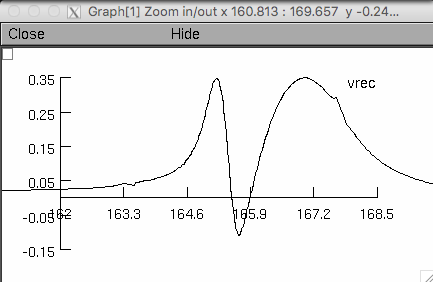 Graph[1] Zoom in/out x 160.813 : 169.657 y -0.24...
Close Hide
0.35 vrec
0.25
0.15
0.05
-0.05 162 163.3 164.6 165.9 167.2 168.5
-0.15